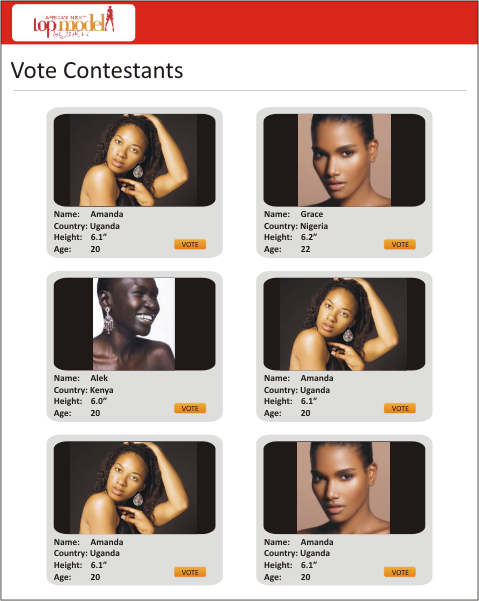 AFRICA'S NEXT
top model
Vote Contestants
Name: Amanda
Country: Uganda
Height: 6.1”
Age: 20
VOTE
Name: Grace
Country: Nigeria
Height: 6.2”
Age: 22
VOTE
Name: Alek
Country: Kenya
Height: 6.0”
Age: 20
VOTE
Name: Amanda
Country: Uganda
Height: 6.1”
Age: 20
VOTE
Name: Amanda
Country: Uganda
Height: 6.1”
Age: 20
VOTE
Name: Amanda
Country: Uganda
Height: 6.1”
Age: 20
VOTE